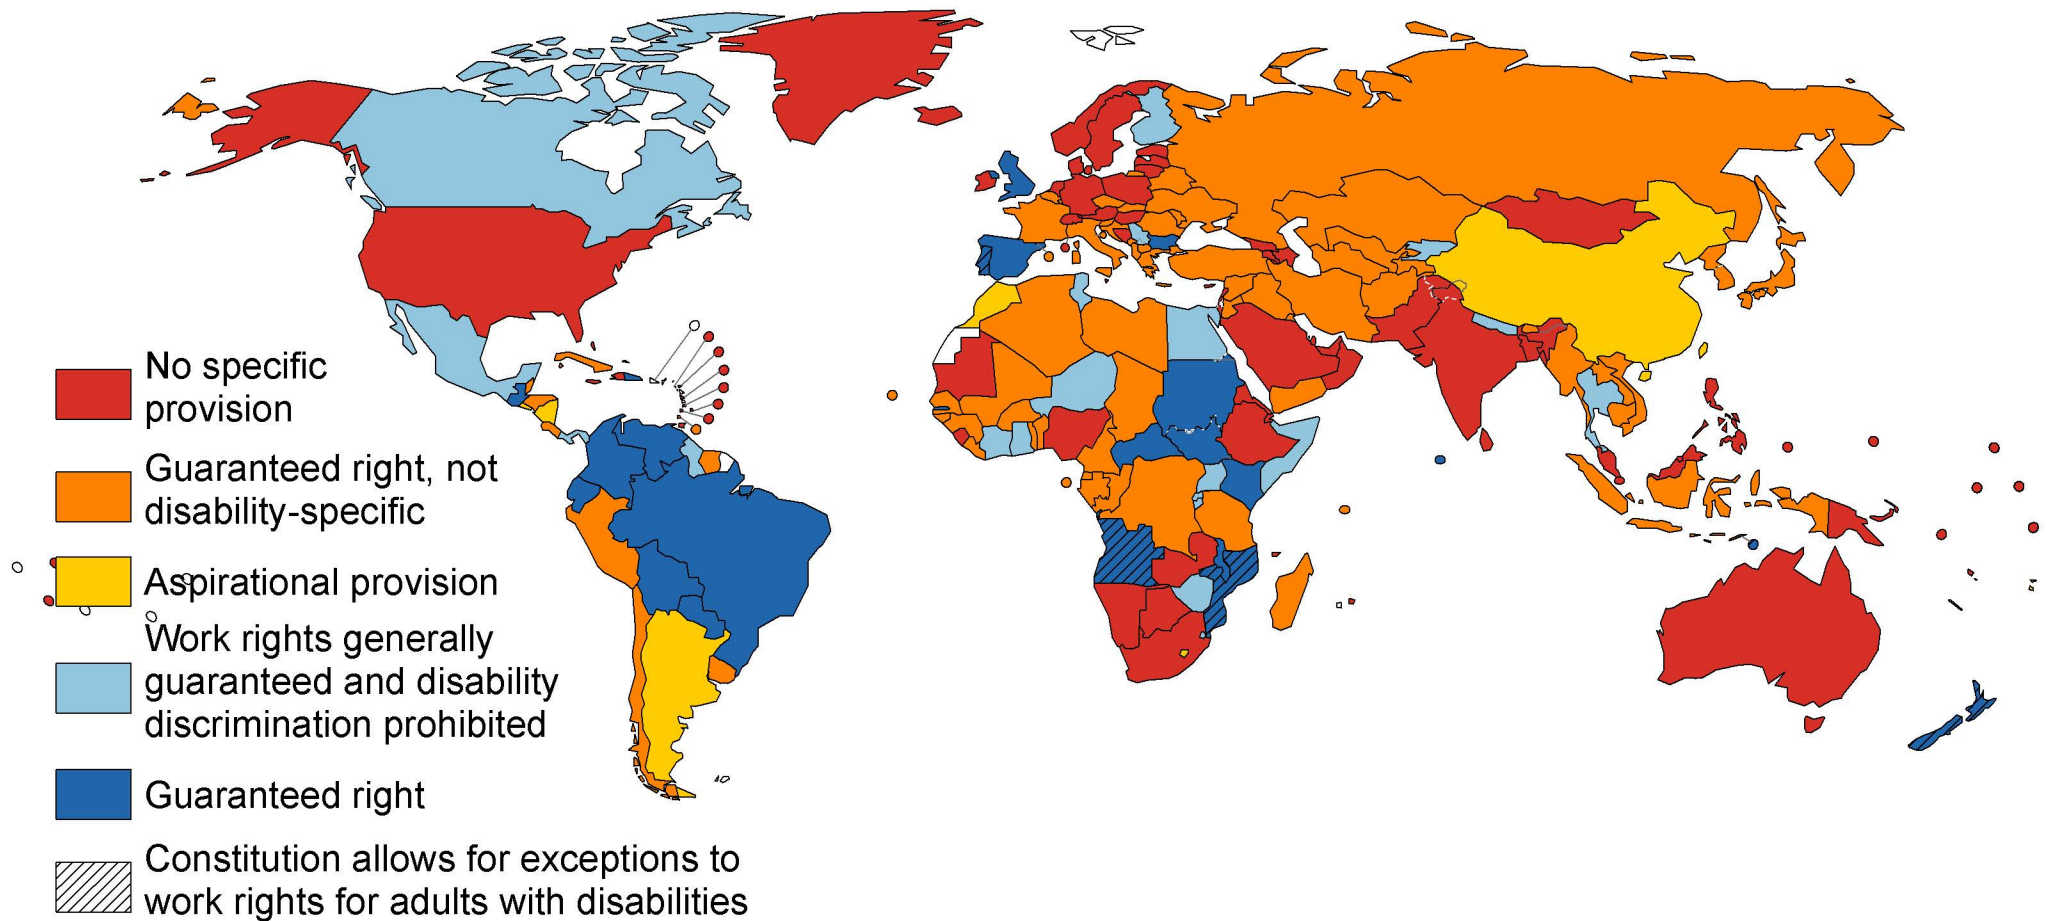 No specific
provision
Guaranteed right, not
disability-specific
Aspirational provision
Work rights generally
guaranteed and disability
discrimination prohibited
Guaranteed right
Constitution allows for exceptions to
work rights for adults with disabilities